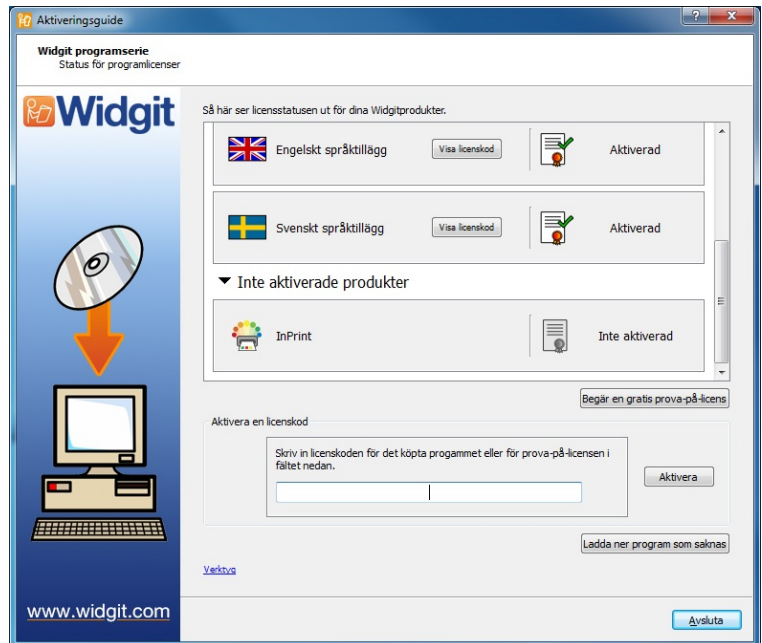 Aktiveringsguide
Widgit programserie
Status för programlicenser
Widgit
Så här ser licensstatusen ut för dina Widgitprodukter.
Engelskt språktillägg Visa licenskod Aktiverad
Svenskt språktillägg Visa licenskod Aktiverad
Inte aktiverade produkter
InPrint Inte aktiverad
Begär en gratis prova-på-licens
Aktivera en licenskod
Skriv in licenskoden för det köpta progammet eller för prova-på-licensen i
fältet nedan.
Aktivera
Ladda ner program som saknas
Verktyg
www.widgit.com
Avsluta